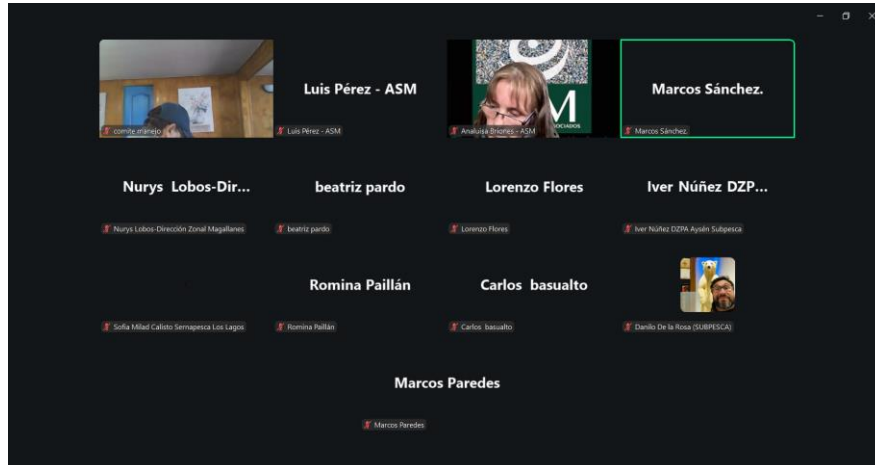 comite manejo
Luis Pérez - ASM
Luis Pérez - ASM
M
OCIADOS
Analuisa Briones - ASM
Marcos Sánchez.
Marcos Sánchez.
Nurys Lobos-Dir...
Nurys Lobos-Dirección Zonal Magallanes
beatriz pardo
beatriz pardo
Lorenzo Flores
Lorenzo Flores
Iver Núñez DZP...
Iver Núñez DZPA Aysén Subpesca
Sofía Milad Calisto Sernapesca Los Lagos
Romina Paillán
Romina Paillán
Carlos basualto
Carlos basualto
Danilo De la Rosa (SUBPESCA)
Marcos Paredes
Marcos Paredes